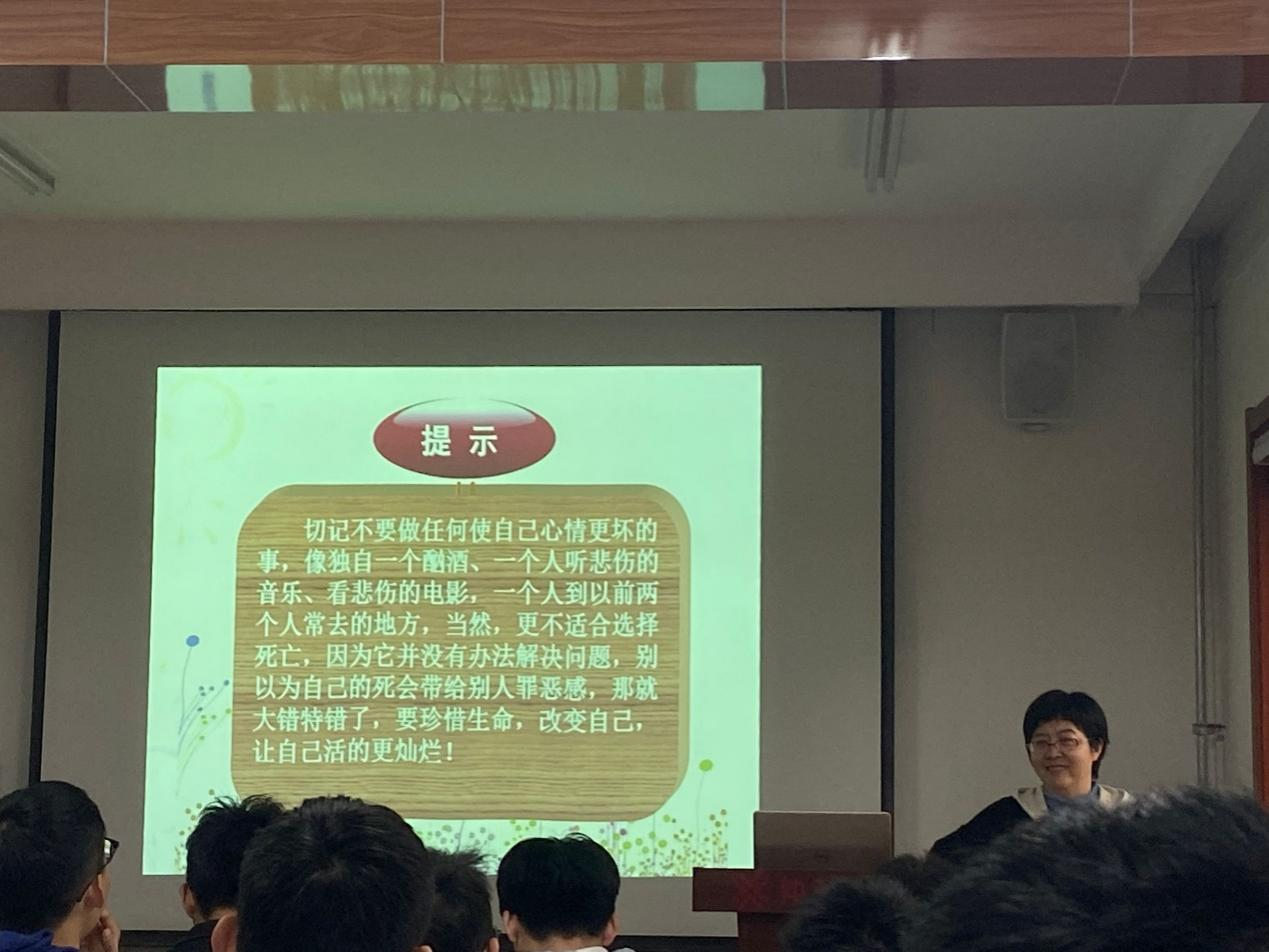 提示
切记不要做任何使自己心情更坏的
事，像独自一个酗酒、一个人听悲伤的
音乐、看悲伤的电影，一个人到以前两
个人常去的地方，当然，更不适合选择
死亡，因为它并没有办法解决问题，别
以为自己的死会带给别人罪恶感，那就
大错特错了，要珍惜生命，改变自己，
让自己活的更灿烂！